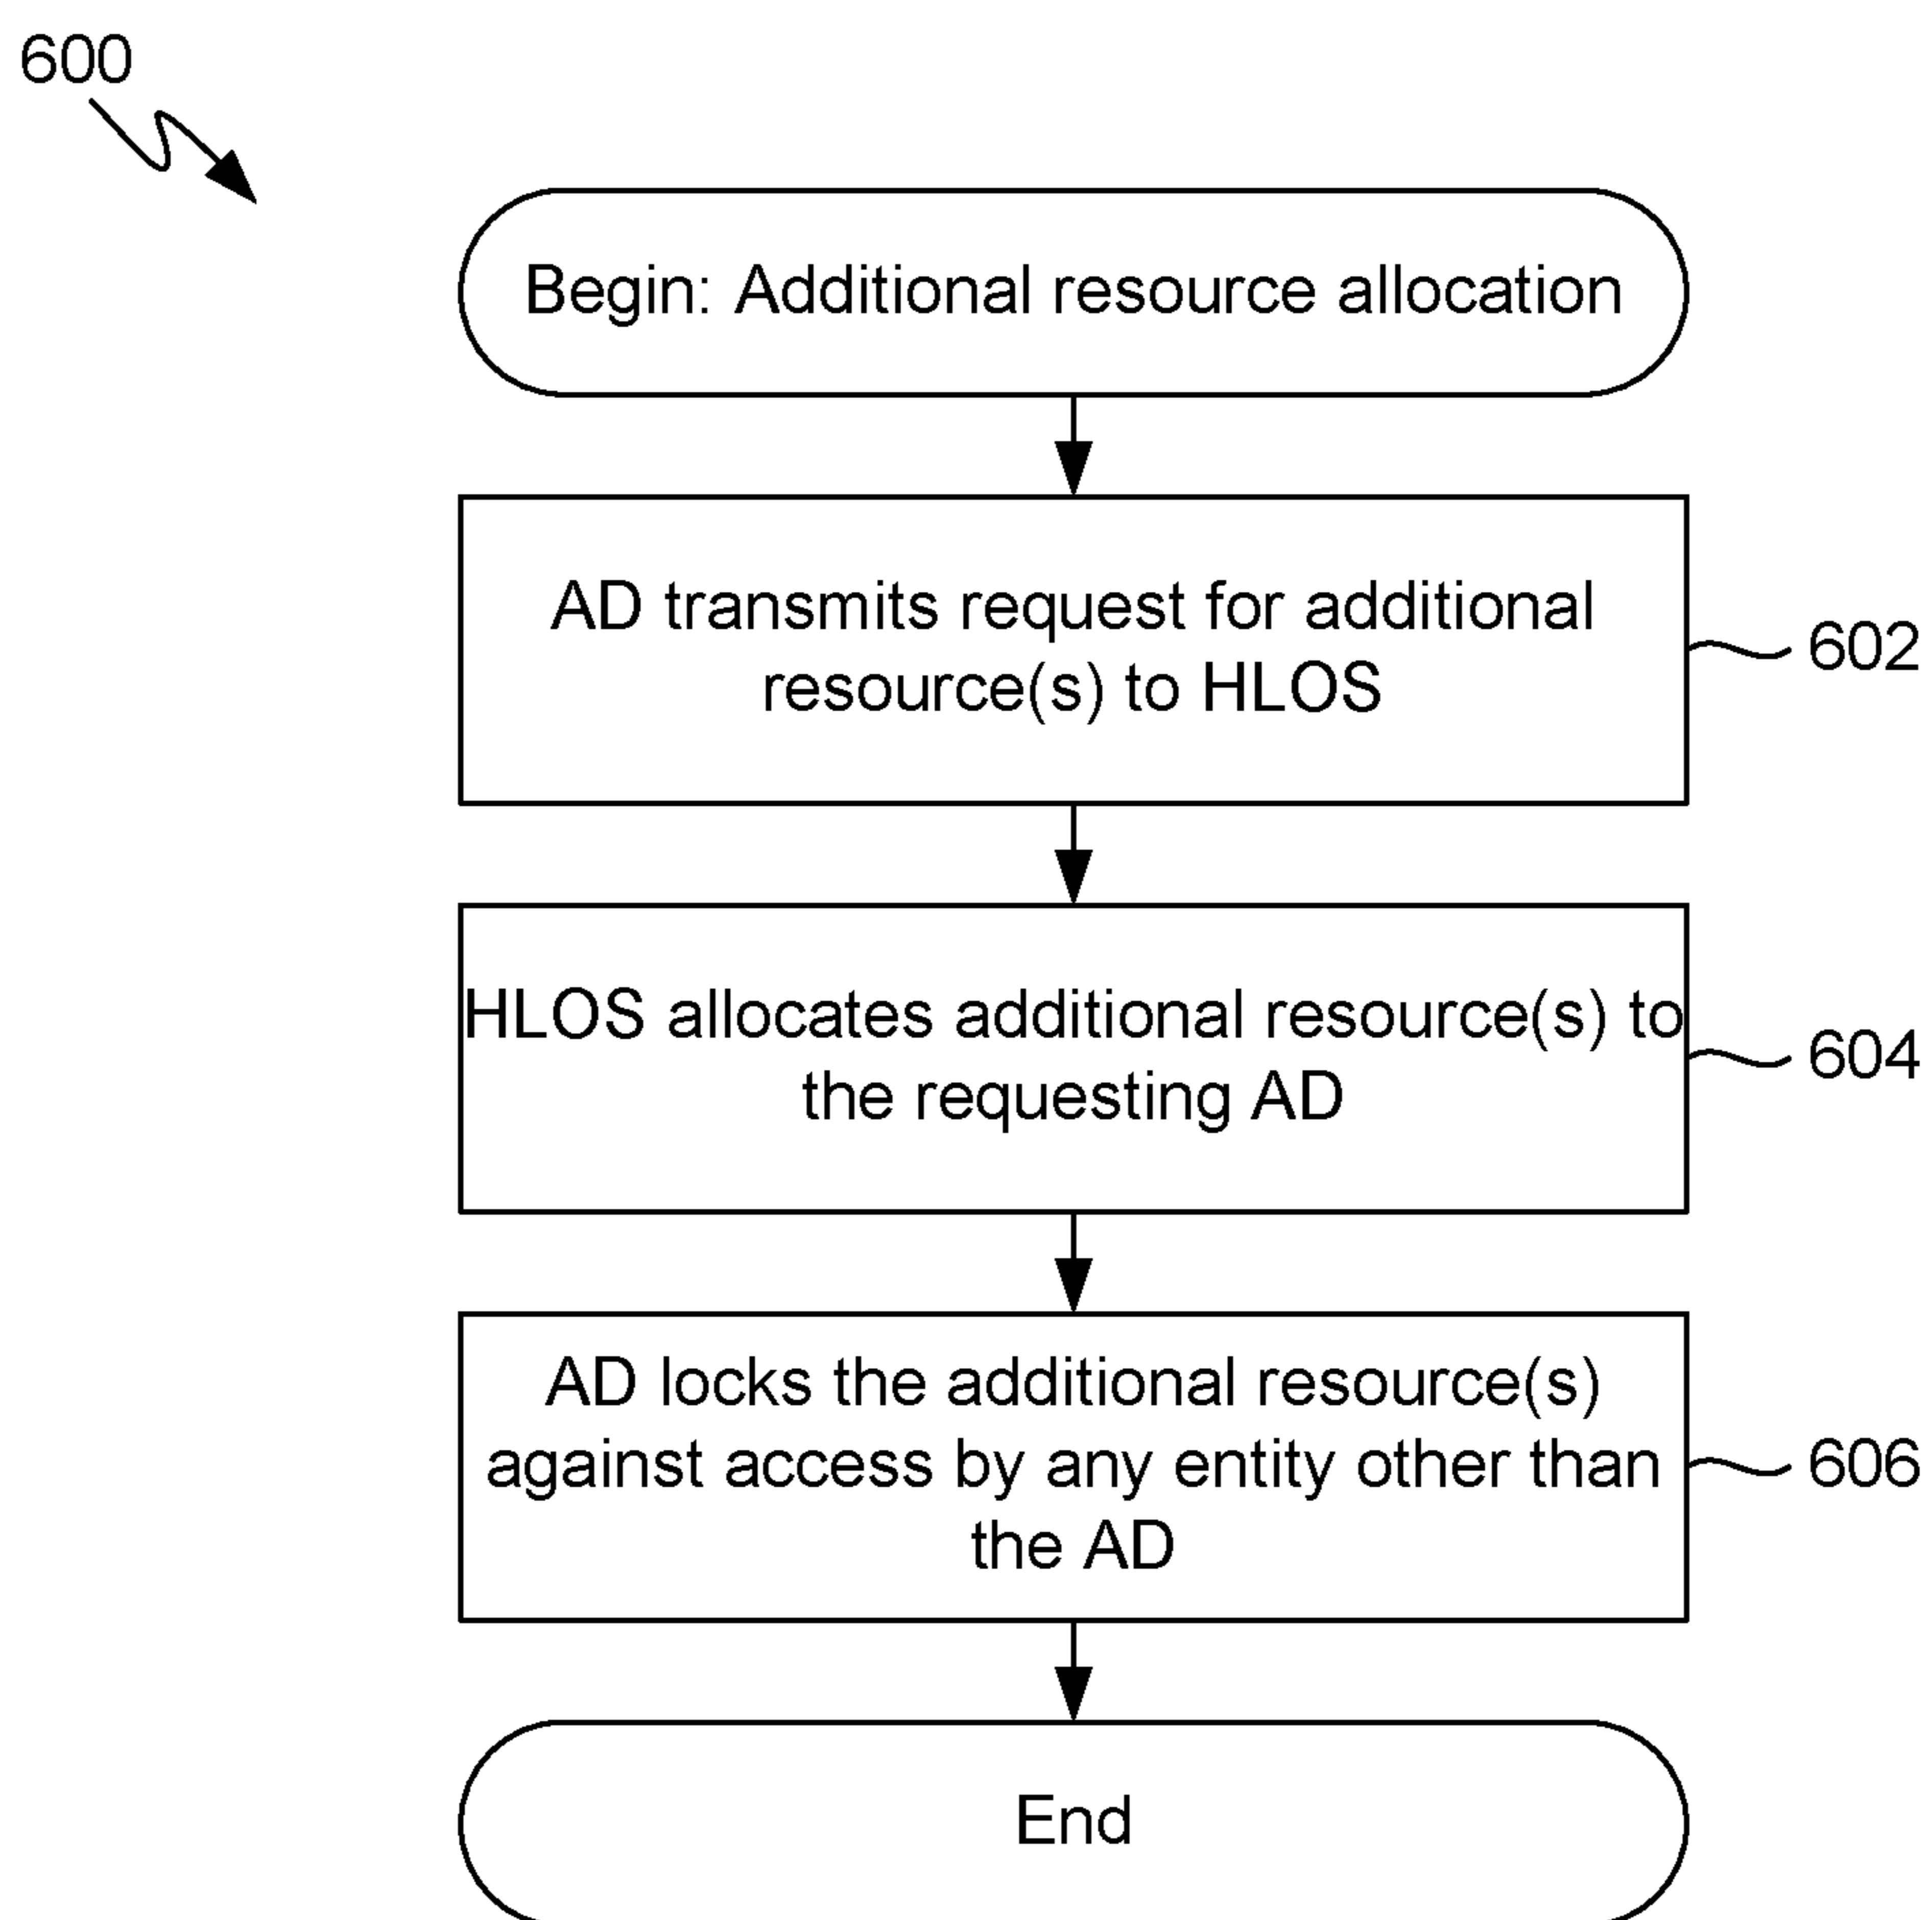 600
Begin: Additional resource allocation
AD transmits request for additional
resource(s) to HLOS
602
HLOS allocates additional resource(s) to
the requesting AD
604
AD locks the additional resource(s)
against access by any entity other than
the AD
606
End